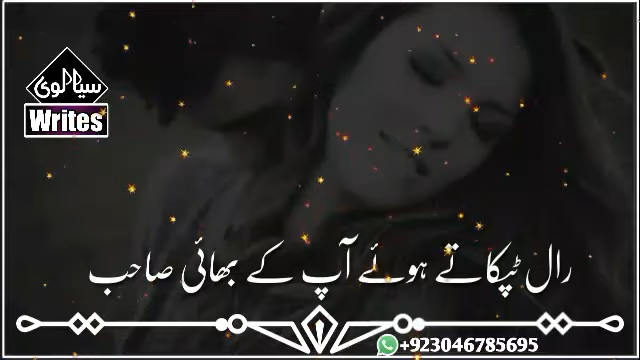 سیالوی
Writes
رال ٹپکاتے ہوئے آپ کے بھائی صاحب
+923046785695